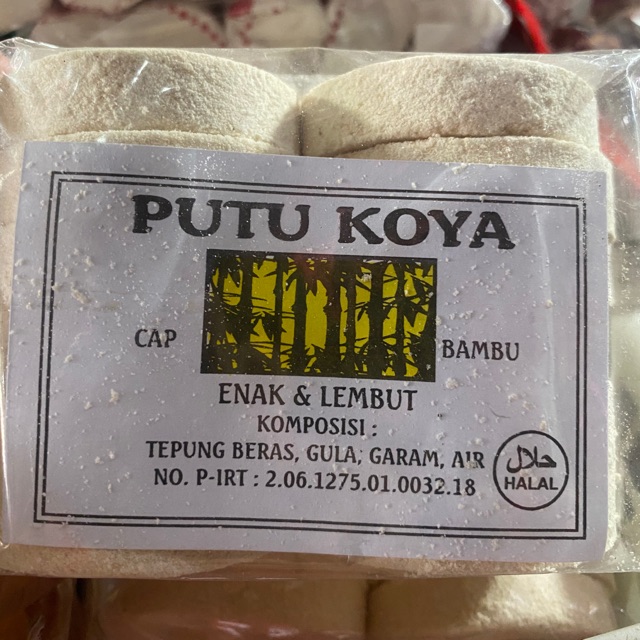 PUTU KOYA
CAP
BAMBU
ENAK & LEMBUT
KOMPOSISI :
TEPUNG BERAS, GULA, GARAM, AIR
NO. P-IRT : 2.06.1275.01.0032.18
حلال
HALAL